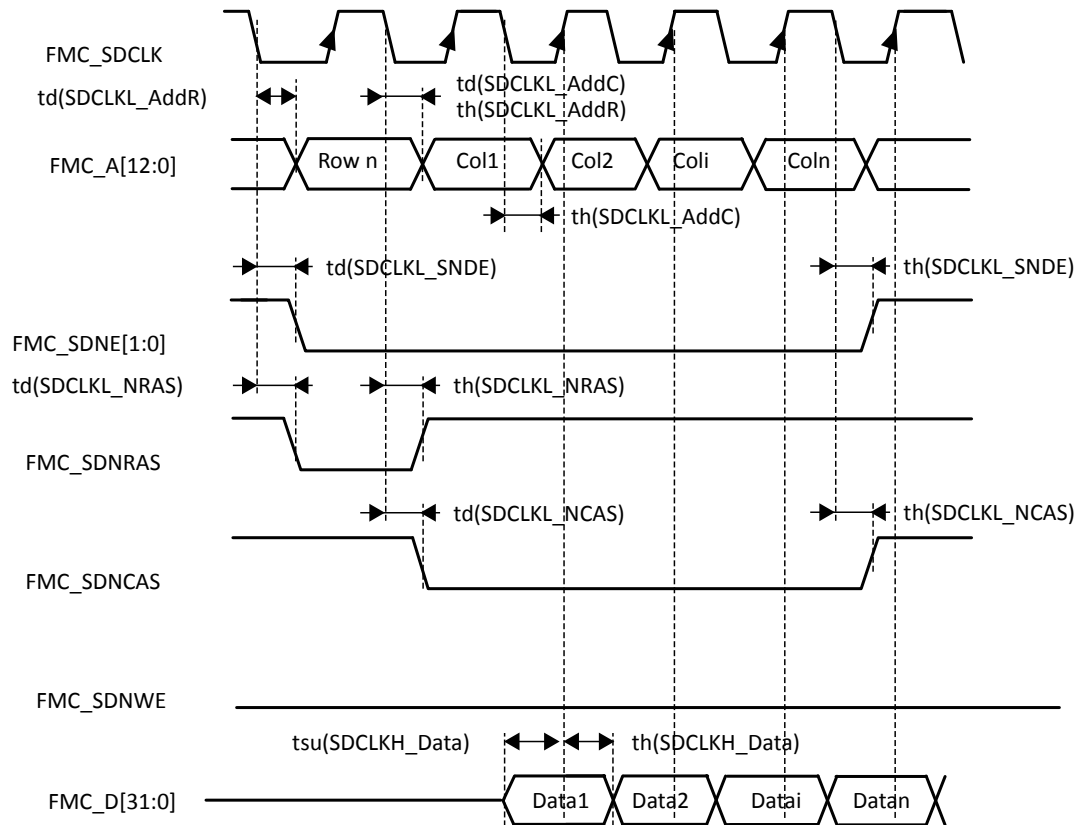 FMC_SDCLK
td(SDCLKL_AddR)
td(SDCLKL_AddC)
th(SDCLKL_AddR)
FMC_A[12:0]
Row n
Col1
Col2
Coli
Coln
th(SDCLKL_AddC)
td(SDCLKL_SNDE)
th(SDCLKL_SNDE)
FMC_SDNE[1:0]
td(SDCLKL_NRAS)
th(SDCLKL_NRAS)
FMC_SDNRAS
td(SDCLKL_NCAS)
th(SDCLKL_NCAS)
FMC_SDNCAS
FMC_SDNWE
tsu(SDCLKH_Data)
th(SDCLKH_Data)
FMC_D[31:0]
Data1
Data2
Datai
Datan